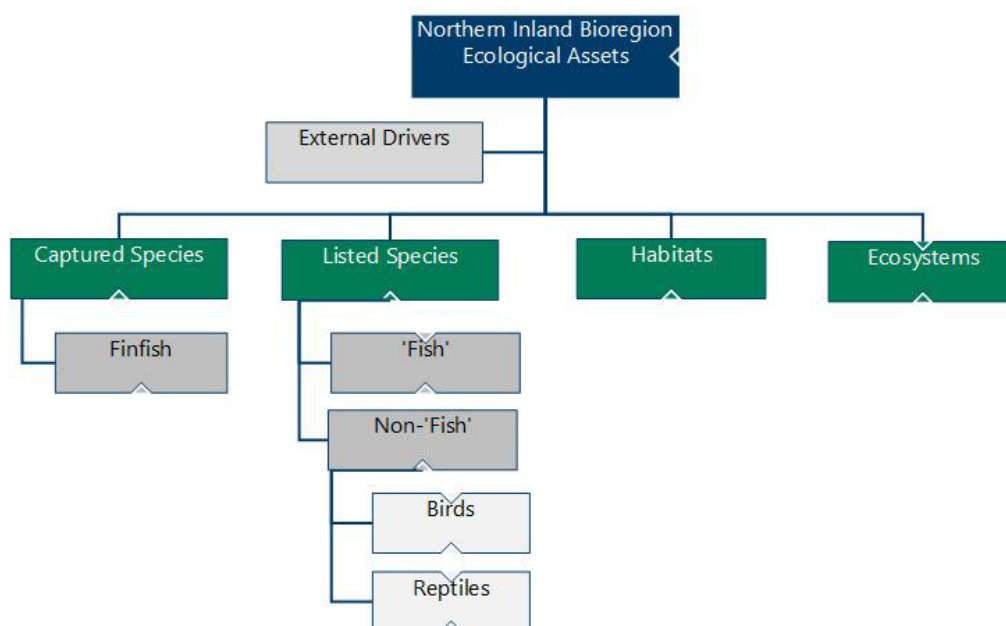 Northern Inland Bioregion
Ecological Assets
External Drivers
Captured Species
Listed Species
Habitats
Ecosystems
Finfish
'Fish'
Non-'Fish'
Birds
Reptiles